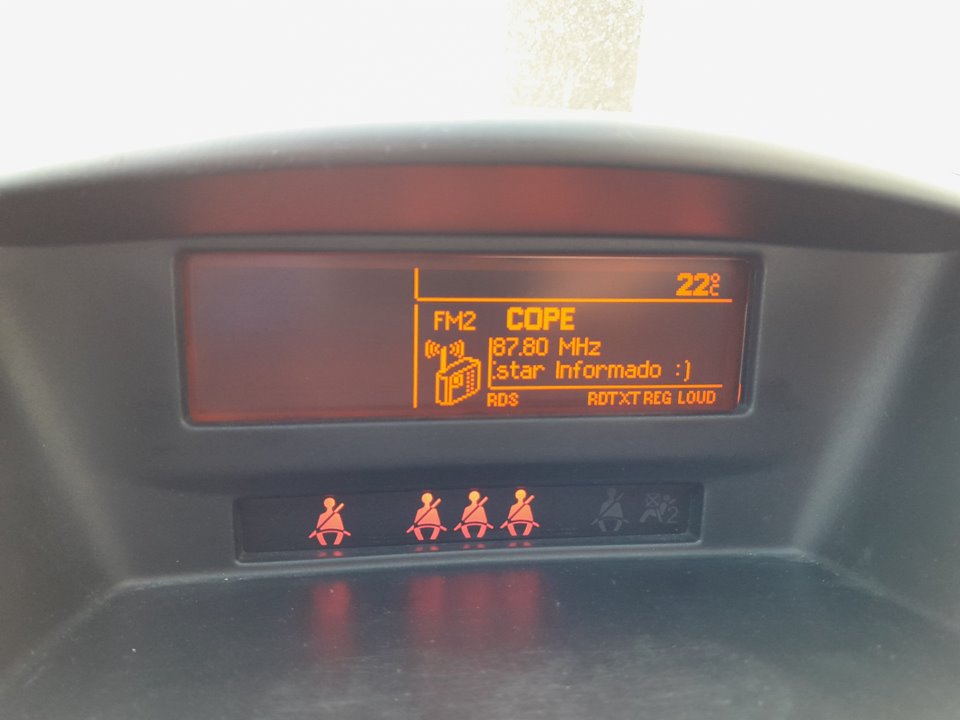 22°C
FM2 COPE
87.80 MHz
:star Informado :)
RDS RDTXT REG LOUD
2